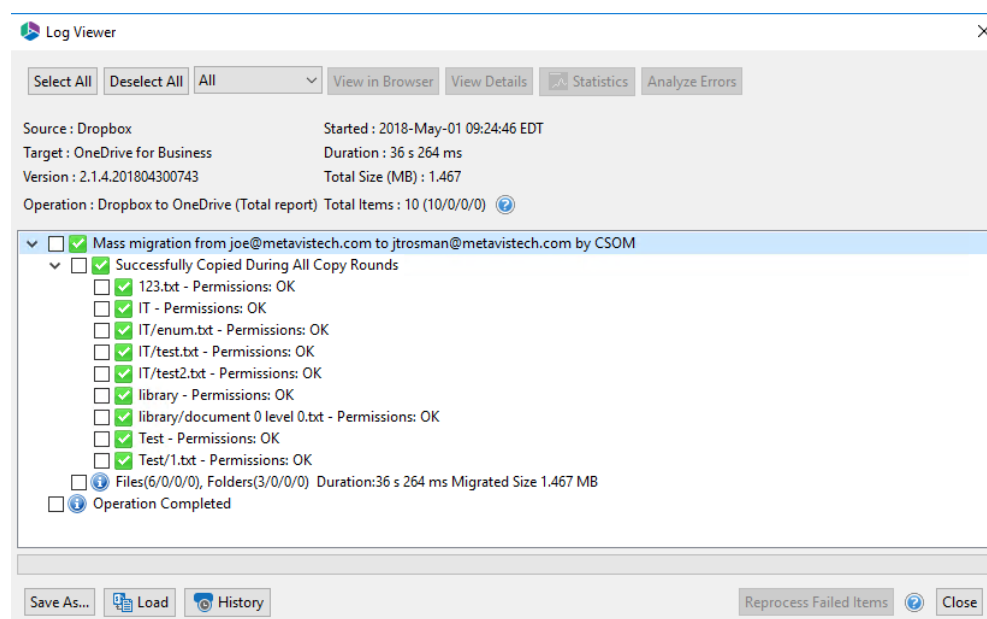 Log Viewer
Select All Deselect All All View in Browser View Details Statistics Analyze Errors
Source : Dropbox Started : 2018-May-01 09:24:46 EDT
Target : OneDrive for Business Duration : 36 s 264 ms
Version : 2.1.4.201804300743 Total Size (MB) : 1.467
Operation : Dropbox to OneDrive (Total report) Total Items : 10 (10/0/0/0)
Mass migration from joe@metavistech.com to jtrosman@metavistech.com by CSOM
Successfully Copied During All Copy Rounds
123.txt - Permissions: OK
IT - Permissions: OK
IT/enum.txt - Permissions: OK
IT/test.txt - Permissions: OK
IT/test2.txt - Permissions: OK
library - Permissions: OK
library/document 0 level 0.txt - Permissions: OK
Test - Permissions: OK
Test/1.txt - Permissions: OK
Files(6/0/0/0), Folders(3/0/0/0) Duration:36 s 264 ms Migrated Size 1.467 MB
Operation Completed
Save As... Load History Reprocess Failed Items Close